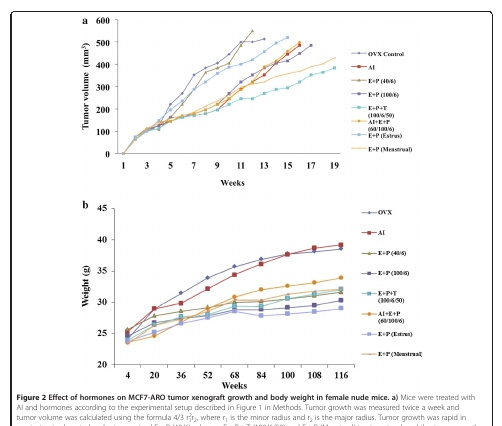 a
600
500
400
300
200
100
0
Tumor volume (mm²)
1 3 5 7 9 11 13 15 17 19
Weeks
OVX Control
AI
E+P (40/6)
E+P (100/6)
E+P+T
(100/6/50)
AI+E+P
(60/100/6)
E+P (Estrus)
E+P (Menstrual)
b
45
40
35
30
25
20
Weight (g)
4 20 36 52 68 84 100 108 116
Weeks
OVX
AI
E+P (40/6)
E+P (100/6)
E+P+T
(100/6/50)
AI+E+P
(60/100/6)
E+P (Estrus)
E+P (Menstrual)
Figure 2 Effect of hormones on MCF7-ARO tumor xenograft growth and body weight in female nude mice. a) Mice were treated with
AI and hormones according to the experimental setup described in Figure 1 in Methods. Tumor growth was measured twice a week and
tumor volume was calculated using the formula 4/3 r₁²r₂, where r₁ is the minor radius and r₂ is the major radius. Tumor growth was rapid in